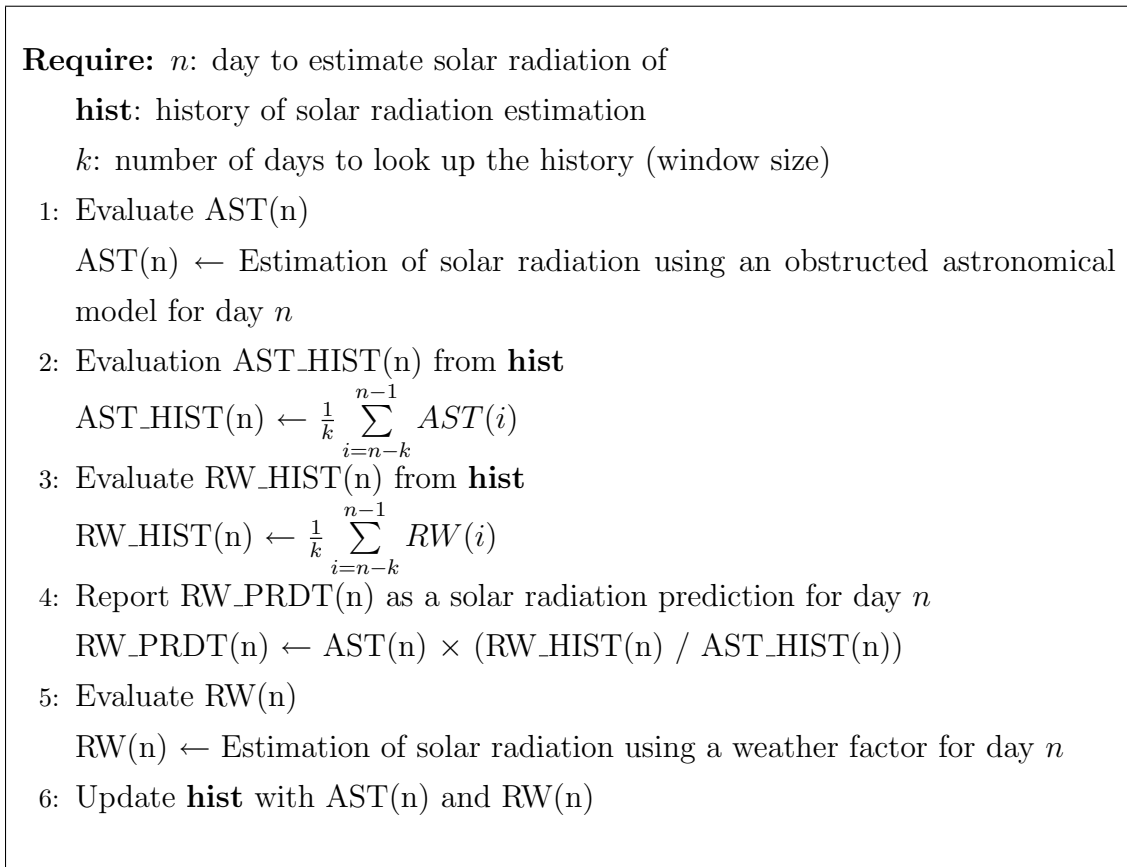 Require: n: day to estimate solar radiation of
hist: history of solar radiation estimation
k: number of days to look up the history (window size)
1: Evaluate AST(n)
AST(n) ← Estimation of solar radiation using an obstructed astronomical
model for day n
2: Evaluation AST_HIST(n) from hist
AST_HIST(n) ← \frac{1}{k} \sum_{i=n-k}^{n-1} AST(i)
3: Evaluate RW_HIST(n) from hist
RW_HIST(n) ← \frac{1}{k} \sum_{i=n-k}^{n-1} RW(i)
4: Report RW_PRDT(n) as a solar radiation prediction for day n
RW_PRDT(n) ← AST(n) × (RW_HIST(n) / AST_HIST(n))
5: Evaluate RW(n)
RW(n) ← Estimation of solar radiation using a weather factor for day n
6: Update hist with AST(n) and RW(n)